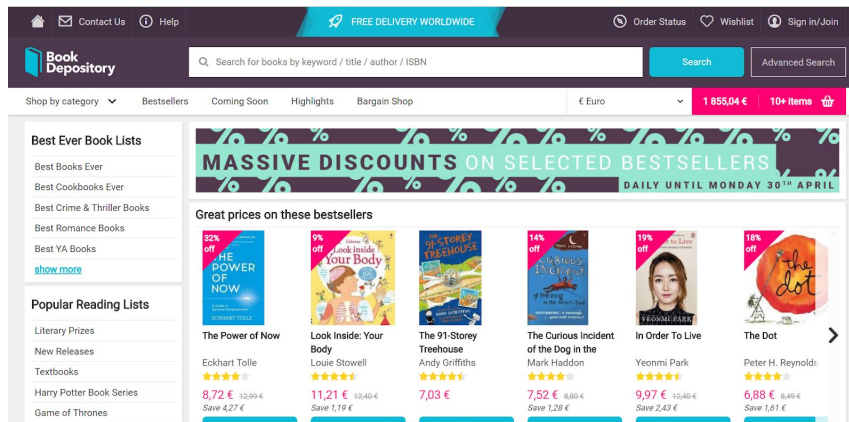 Contact Us
Help
FREE DELIVERY WORLDWIDE
Order Status
Wishlist
Sign in/Join
Book
Depository
Search for books by keyword / title / author / ISBN
Search
Advanced Search
Shop by category
Bestsellers
Coming Soon
Highlights
Bargain Shop
€ Euro
1 855,04 €
10+ items
Best Ever Book Lists
Best Books Ever
Best Cookbooks Ever
Best Crime & Thriller Books
Best Romance Books
Best YA Books
show more
Popular Reading Lists
Literary Prizes
New Releases
Textbooks
Harry Potter Book Series
Game of Thrones
MASSIVE DISCOUNTS ON SELECTED BESTSELLERS
DAILY UNTIL MONDAY 30TH APRIL
Great prices on these bestsellers
32%
off
THE
POWER
OF
NOW
ECKHART TOLLE
The Power of Now
Eckhart Tolle
8,72 € 12,99 €
Save 4,27 €
9%
off
Usborne
Look inside
Your Body
Look Inside: Your
Body
Louie Stowell
11,21 € 12,40 €
Save 1,19 €
THE
91-STOREY
TREEHOUSE
The 91-Storey
Treehouse
Andy Griffiths
7,03 €
14%
off
CURIOUS
INCIDENT
OF THE DOG
IN THE NIGHT-TIME
The Curious Incident
of the Dog in the
Mark Haddon
7,52 € 8,80 €
Save 1,28 €
19%
off
to Live
YEONMI PARK
In Order To Live
Yeonmi Park
9,97 € 12,40 €
Save 2,43 €
18%
off
the
dot
The Dot
Peter H. Reynolds
6,88 € 8,49 €
Save 1,61 €